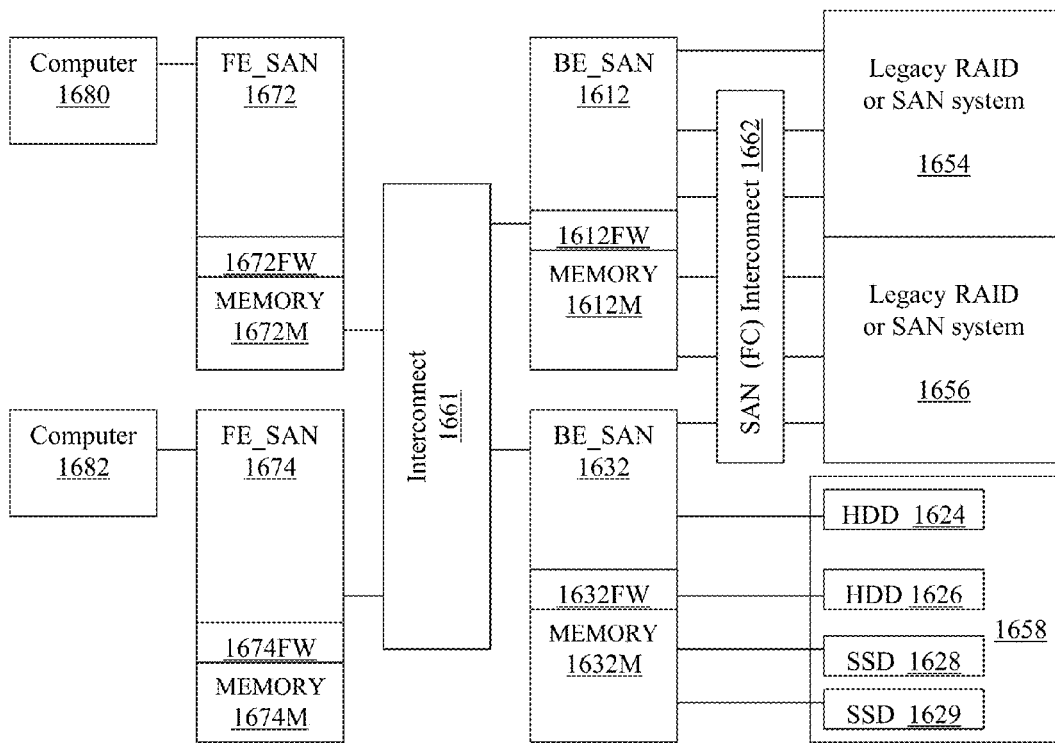 Computer
1680
FE_SAN
1672
1672FW
MEMORY
1672M
Computer
1682
FE_SAN
1674
1674FW
MEMORY
1674M
Interconnect
1661
BE_SAN
1612
1612FW
MEMORY
1612M
BE_SAN
1632
1632FW
MEMORY
1632M
SAN (FC) Interconnect 1662
Legacy RAID
or SAN system
1654
Legacy RAID
or SAN system
1656
HDD 1624
HDD 1626
SSD 1628
SSD 1629
1658